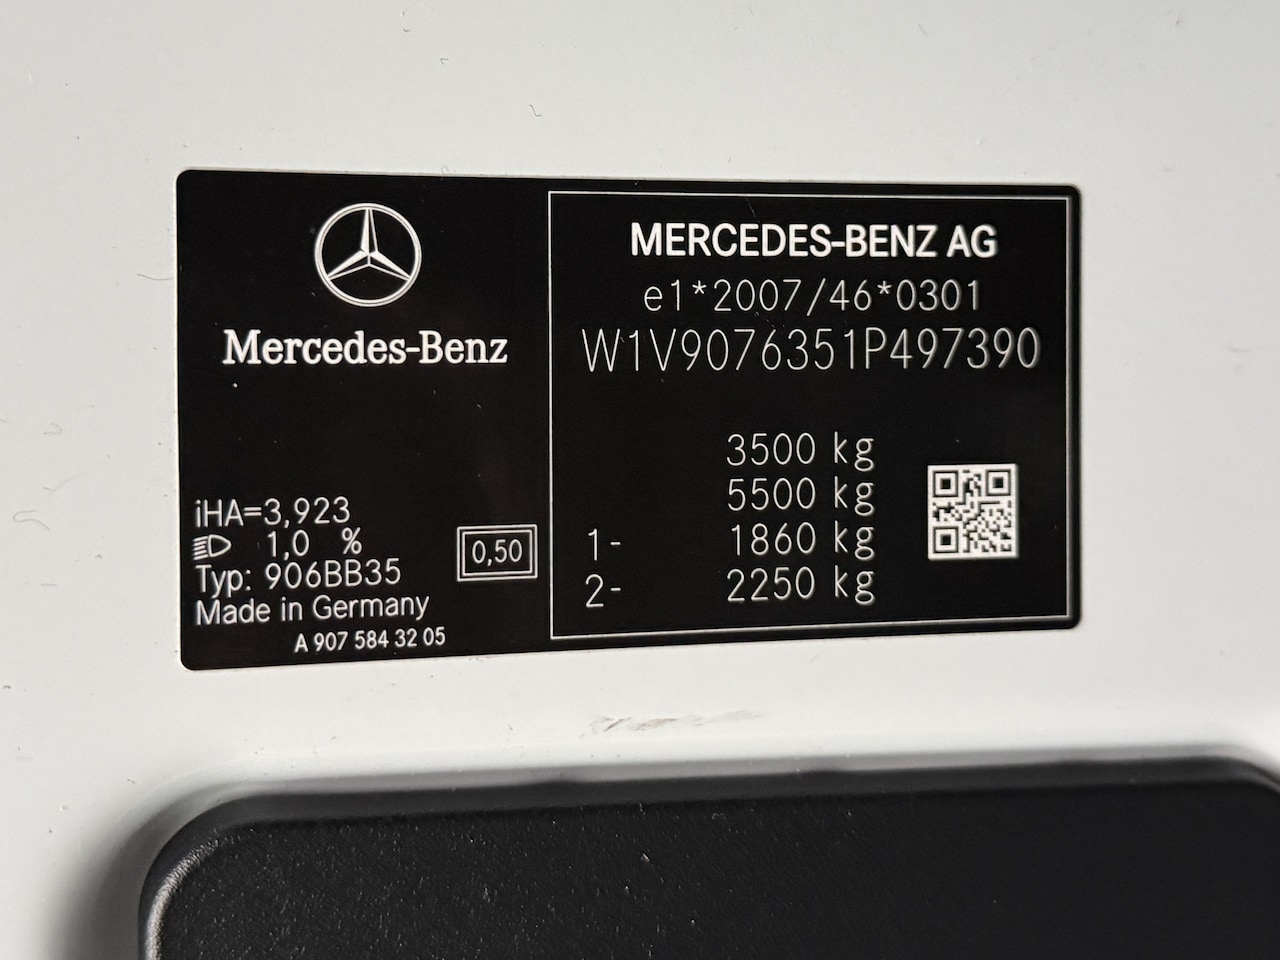 Mercedes-Benz
iHA=3,923
1,0 %
Typ: 906BB35
Made in Germany
A 907 584 32 05
0,50
MERCEDES-BENZ AG
e1*2007/46*0301
W1V9076351P497390
3500 kg
5500 kg
1- 1860 kg
2- 2250 kg